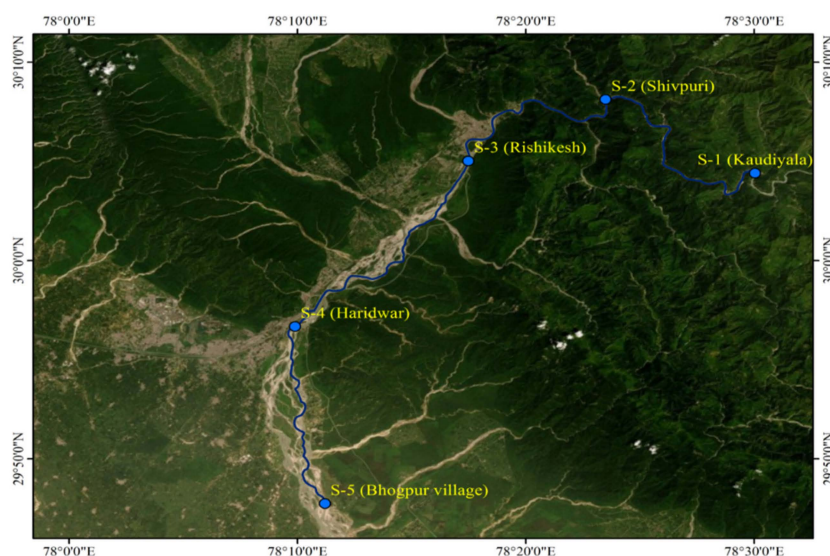 78°0'0"E 78°10'0"E 78°20'0"E 78°30'0"E
30°10'0"N
30°10'0"N
S-2 (Shivpuri)
S-3 (Rishikesh)
S-1 (Kaudiyala)
30°0'0"N
30°0'0"N
S-4 (Haridwar)
29°50'0"N
29°50'0"N
S-5 (Bhogpur village)
78°0'0"E 78°10'0"E 78°20'0"E 78°30'0"E